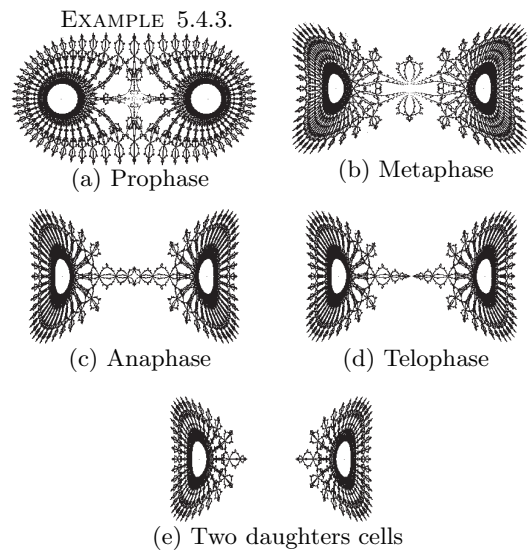 EXAMPLE 5.4.3.
(a) Prophase
(b) Metaphase
(c) Anaphase
(d) Telophase
(e) Two daughters cells